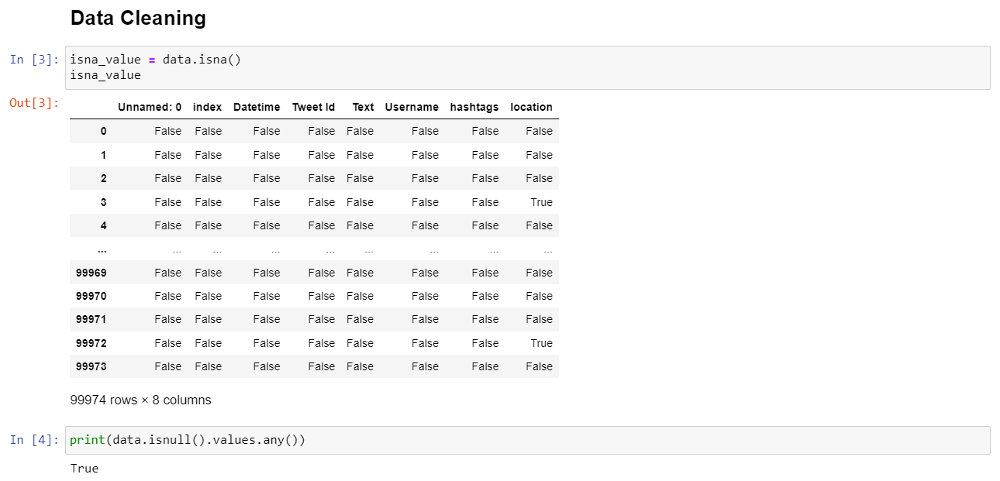 Data Cleaning
In [3]: isna_value = data.isna()
isna_value
Out[3]:
Unnamed: 0 index Datetime Tweet Id Text Username hashtags location
0 False False False False False False False False
1 False False False False False False False False
2 False False False False False False False False
3 False False False False False False False True
4 False False False False False False False False
... ... ... ... ... ... ... ... ...
99969 False False False False False False False False
99970 False False False False False False False False
99971 False False False False False False False False
99972 False False False False False False False True
99973 False False False False False False False False
99974 rows × 8 columns
In [4]: print(data.isnull().values.any())
True